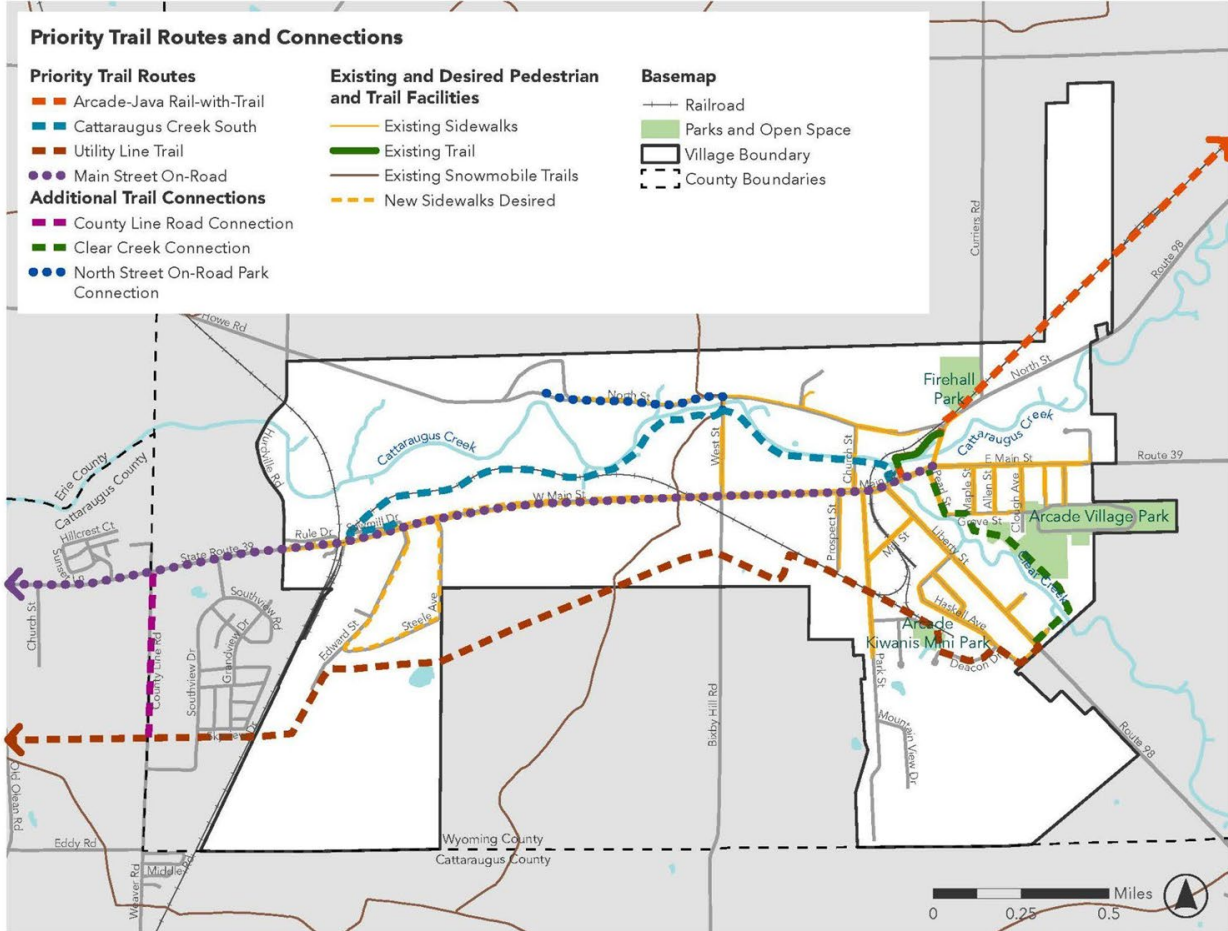 Priority Trail Routes and Connections
Priority Trail Routes
Arcade-Java Rail-with-Trail
Cattaraugus Creek South
Utility Line Trail
Main Street On-Road
Additional Trail Connections
County Line Road Connection
Clear Creek Connection
North Street On-Road Park
Connection
Existing and Desired Pedestrian
and Trail Facilities
Existing Sidewalks
Existing Trail
Existing Snowmobile Trails
New Sidewalks Desired
Basemap
Railroad
Parks and Open Space
Village Boundary
County Boundaries
Curriers Rd
Route 98
Howe Rd
North St
Firehall
Park
North St
Cattaraugus Creek
Cattaraugus Creek
Hurdville Rd
West St
Church St
E Main St
Route 39
Erie County
Cattaraugus County
Main
W Main St
Pearl St
Maple St
Allen St
Clough Ave
Grove St
Arcade Village Park
Hillcrest Ct
Rule Dr
State Route 39
Prospect St
Mill St
Liberty St
Clear Creek
Church St
Southview Rd
Steele Ave
Edward St
Haskell Ave
Arcade
Kiwanis Mini Park
Deacon Dr
County Line Rd
Southview Dr
Grandview Dr
Park St
Bixby Hill Rd
Mountain View Dr
Route 98
Old Olean Rd
Eddy Rd
Wyoming County
Cattaraugus County
Weaver Rd
Middle Rd
Miles
0 0.25 0.5